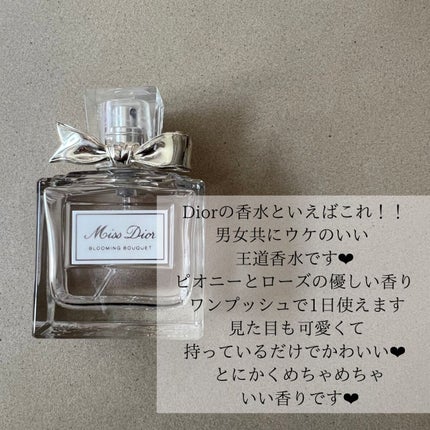 Miss Dior
BLOOMING BOUQUET
Diorの香水といえばこれ！！
男女共にウケのいい
王道香水です❤
ピオニーとローズの優しい香り
ワンプッシュで1日使えます
見た目も可愛くて
持っているだけでかわいい❤
とにかくめちゃめちゃ
いい香りです❤